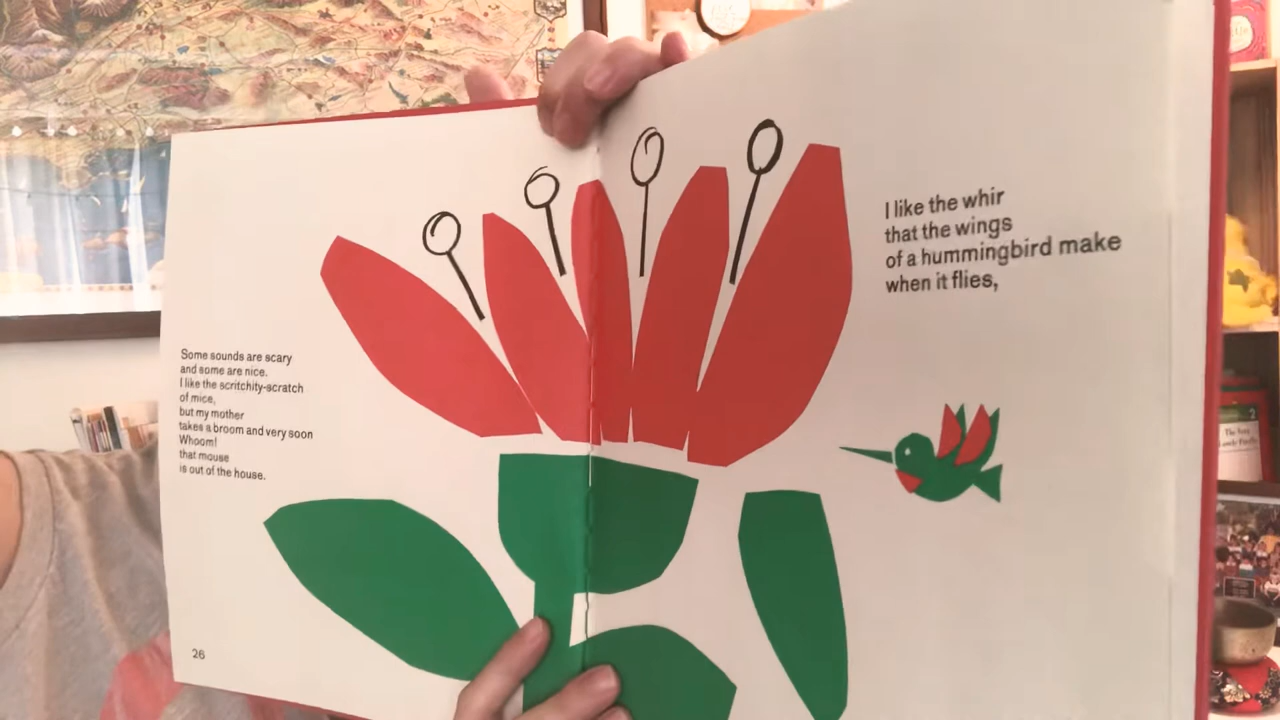 Some sounds are scary
and some are nice.
I like the scritchity-scratch
of mice,
but my mother
takes a broom and very soon
Whoom!
that mouse
is out of the house.
26
I like the whir
that the wings
of a hummingbird make
when it flies,